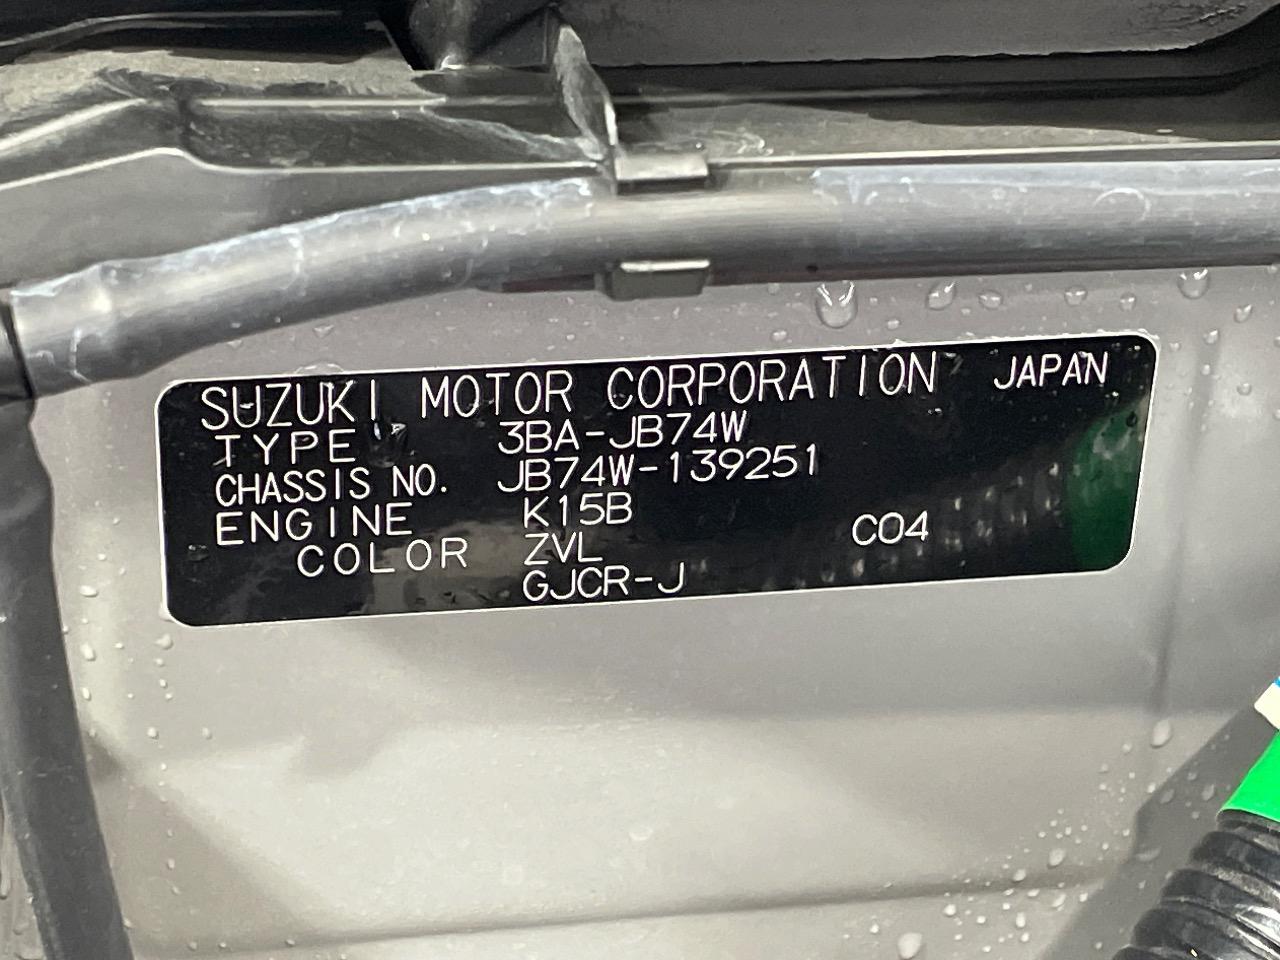 SUZUKI MOTOR CORPORATION JAPAN
TYPE 3BA-JB74W
CHASSIS NO. JB74W-139251
ENGINE K15B
COLOR ZVL C04
GJCR-J